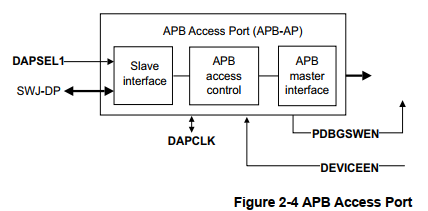 APB Access Port (APB-AP)
DAPSEL1
SWJ-DP
Slave
interface
APB
access
control
APB
master
interface
DAPCLK
PDBGSWEN
DEVICEEN
Figure 2-4 APB Access Port